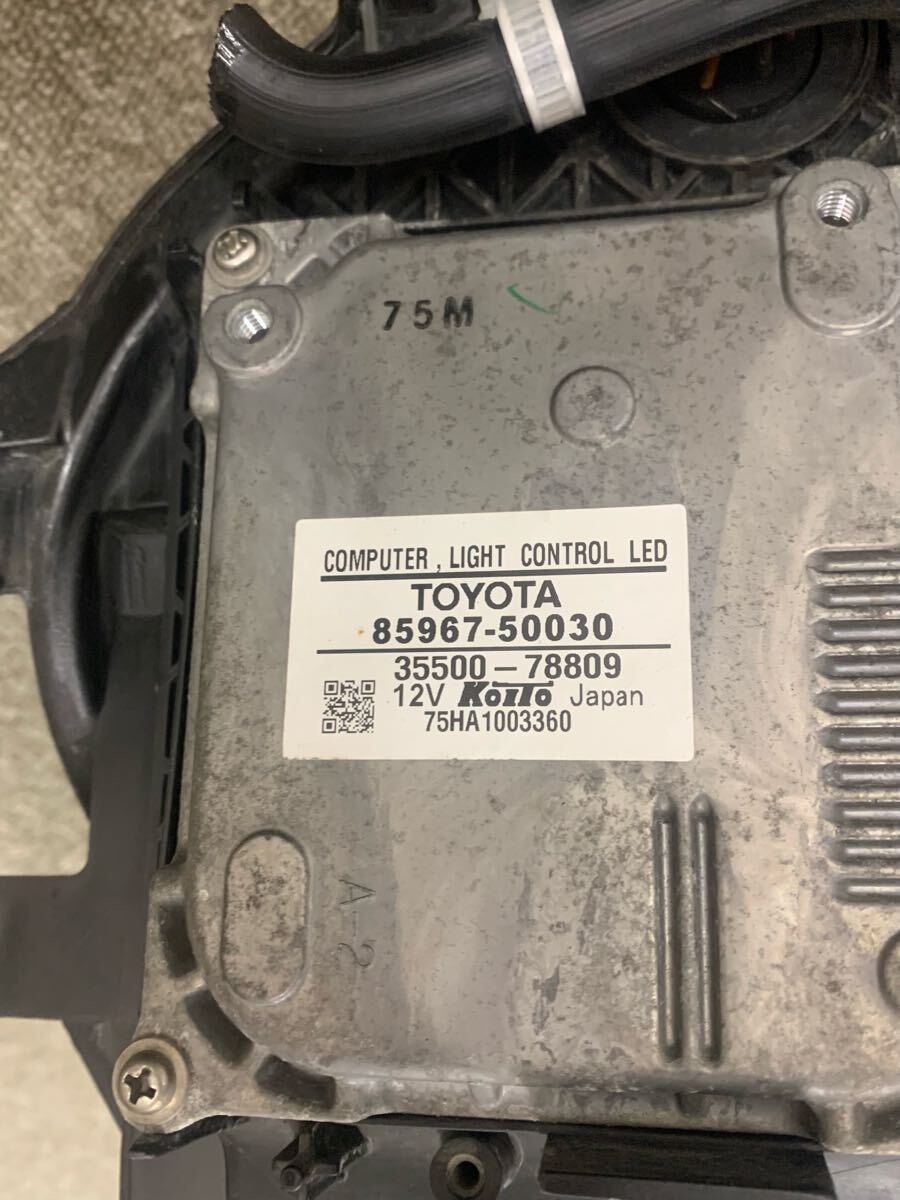 75M
COMPUTER , LIGHT CONTROL LED
TOYOTA
85967-50030
35500-78809
12V KOITO Japan
75HA1003360
A-2